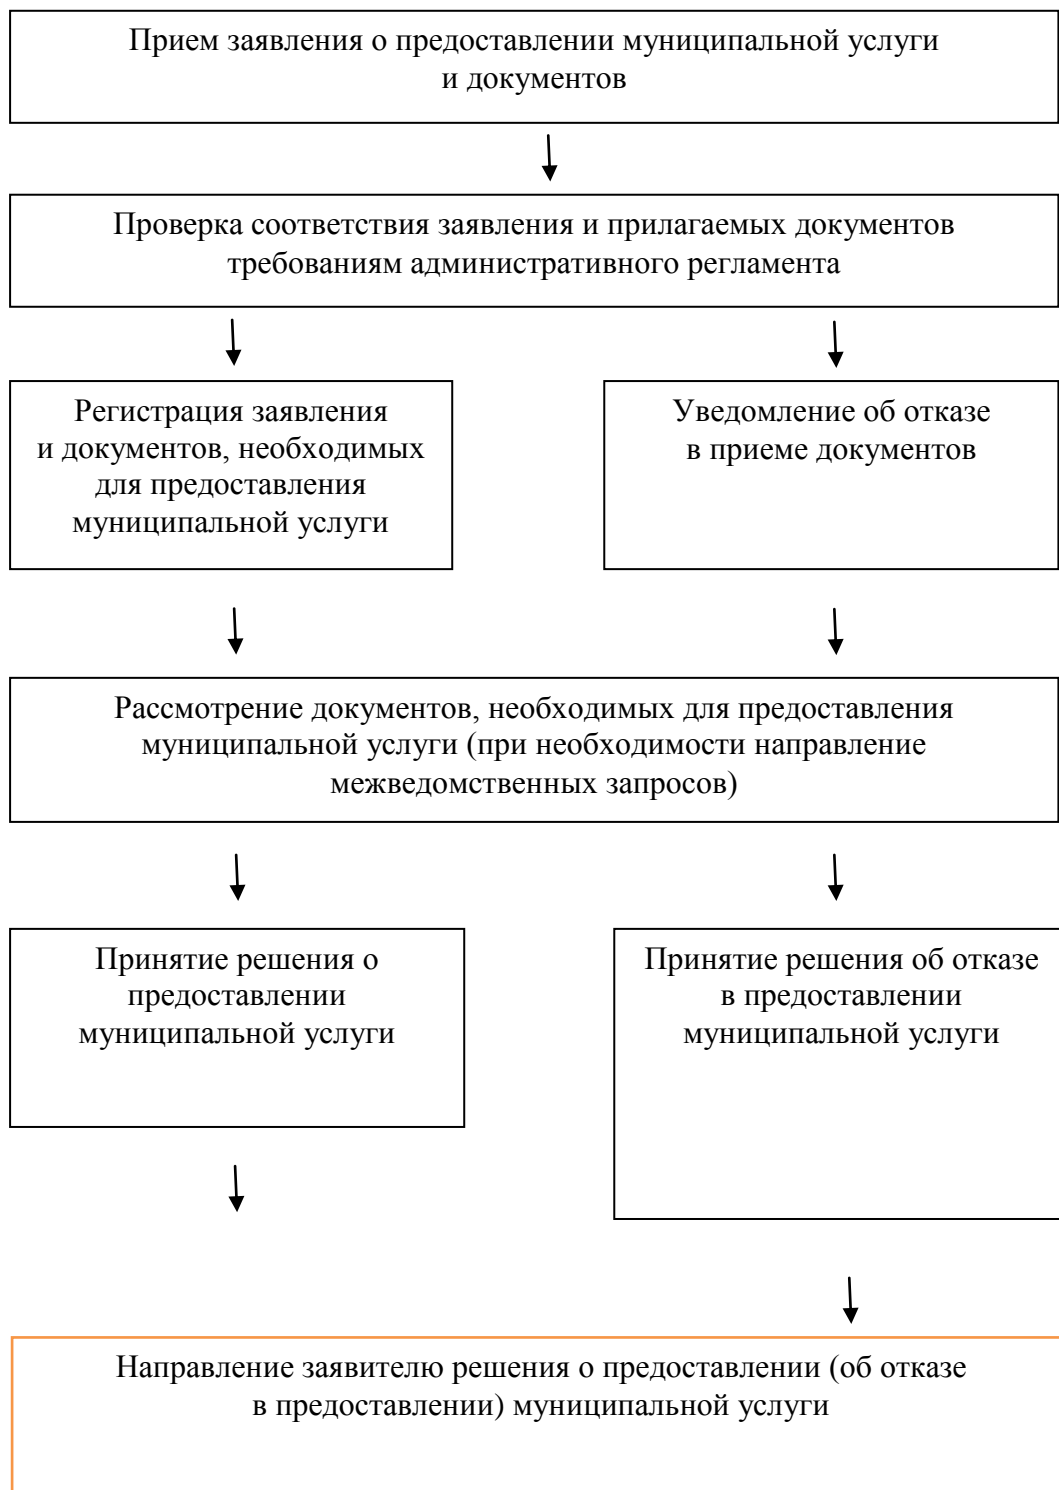 Прием заявления о предоставлении муниципальной услуги
и документов
Проверка соответствия заявления и прилагаемых документов
требованиям административного регламента
Регистрация заявления
и документов, необходимых
для предоставления
муниципальной услуги
Уведомление об отказе
в приеме документов
Рассмотрение документов, необходимых для предоставления
муниципальной услуги (при необходимости направление
межведомственных запросов)
Принятие решения о
предоставлении
муниципальной услуги
Принятие решения об отказе
в предоставлении
муниципальной услуги
Направление заявителю решения о предоставлении (об отказе
в предоставлении) муниципальной услуги